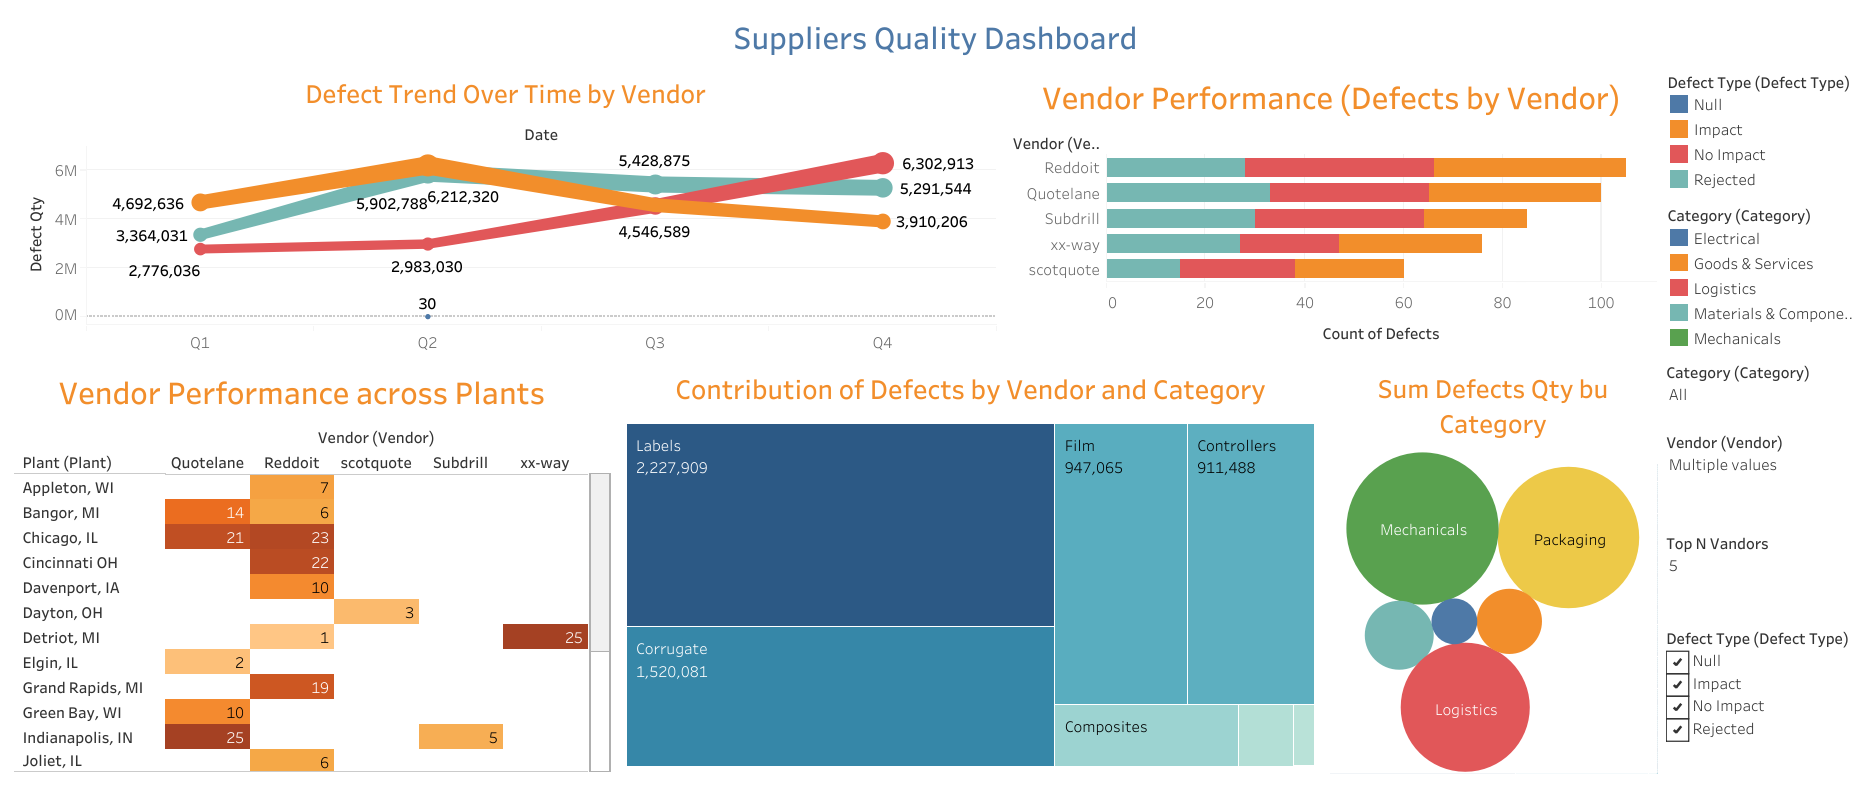 Suppliers Quality Dashboard
Defect Trend Over Time by Vendor
Date
Defect Qty
6M
4M
2M
0M
4,692,636
3,364,031
2,776,036
5,902,788
6,212,320
2,983,030
30
5,428,875
4,546,589
6,302,913
5,291,544
3,910,206
Q1 Q2 Q3 Q4
Vendor Performance (Defects by Vendor)
Vendor (Ve..
Reddoit
Quotelane
Subdrill
xx-way
scotquote
0 20 40 60 80 100
Count of Defects
Defect Type (Defect Type)
Null
Impact
No Impact
Rejected
Category (Category)
Electrical
Goods & Services
Logistics
Materials & Compone..
Mechanicals
Category (Category)
All
Vendor (Vendor)
Multiple values
Top N Vandors
5
Defect Type (Defect Type)
Null
Impact
No Impact
Rejected
Vendor Performance across Plants
Vendor (Vendor)
Plant (Plant) Quotelane Reddoit scotquote Subdrill xx-way
Appleton, WI 7
Bangor, MI 14 6
Chicago, IL 21 23
Cincinnati OH 22
Davenport, IA 10
Dayton, OH 3
Detriot, MI 1 25
Elgin, IL 2
Grand Rapids, MI 19
Green Bay, WI 10
Indianapolis, IN 25 5
Joliet, IL 6
Contribution of Defects by Vendor and Category
Labels
2,227,909
Corrugate
1,520,081
Film
947,065
Controllers
911,488
Composites
Sum Defects Qty bu
Category
Mechanicals
Packaging
Logistics